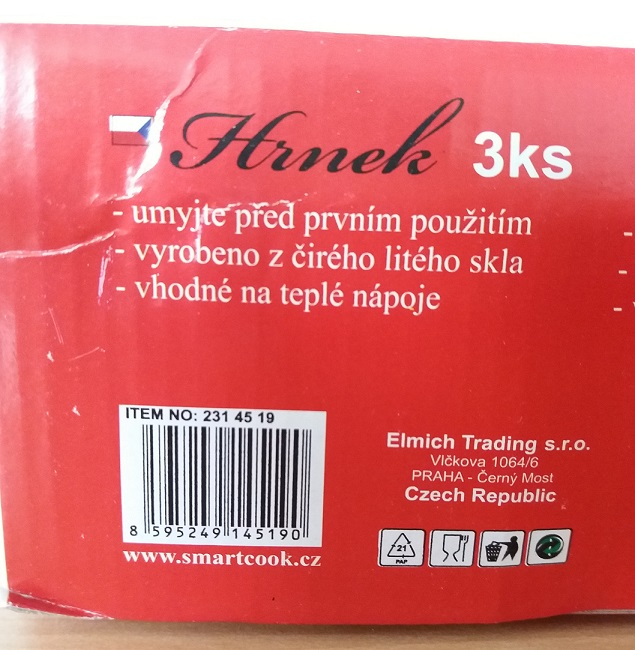 Hrnek 3ks
- umyjte před prvním použitím
- vyrobeno z čirého litého skla
- vhodné na teplé nápoje
ITEM NO: 231 45 19
8 595249 145190
www.smartcook.cz
Elmich Trading s.r.o.
Vlčkova 1064/6
PRAHA - Černý Most
Czech Republic
21
PAP